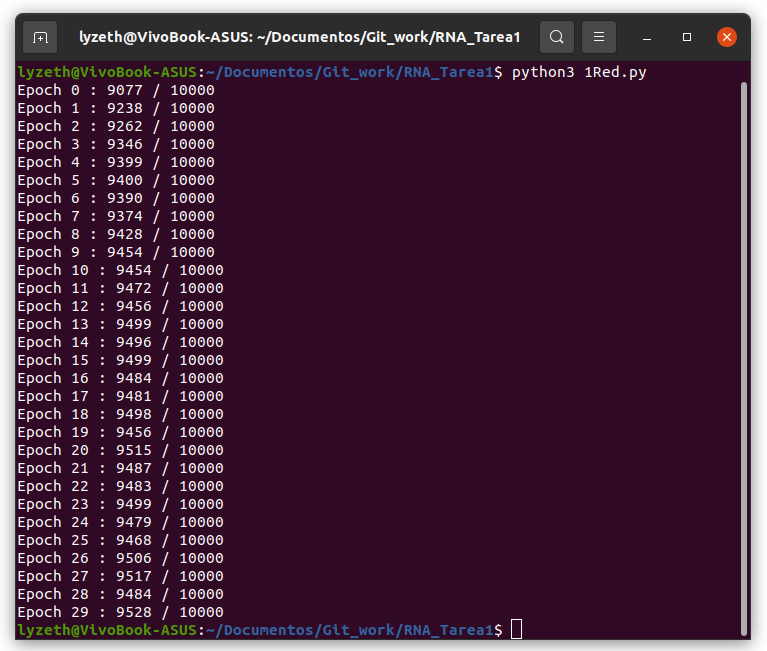 lyzeth@VivoBook-ASUS: ~/Documentos/Git_work/RNA_Tarea1
lyzeth@VivoBook-ASUS:~/Documentos/Git_work/RNA_Tarea1$ python3 1Red.py
Epoch 0 : 9077 / 10000
Epoch 1 : 9238 / 10000
Epoch 2 : 9262 / 10000
Epoch 3 : 9346 / 10000
Epoch 4 : 9399 / 10000
Epoch 5 : 9400 / 10000
Epoch 6 : 9390 / 10000
Epoch 7 : 9374 / 10000
Epoch 8 : 9428 / 10000
Epoch 9 : 9454 / 10000
Epoch 10 : 9454 / 10000
Epoch 11 : 9472 / 10000
Epoch 12 : 9456 / 10000
Epoch 13 : 9499 / 10000
Epoch 14 : 9496 / 10000
Epoch 15 : 9499 / 10000
Epoch 16 : 9484 / 10000
Epoch 17 : 9481 / 10000
Epoch 18 : 9498 / 10000
Epoch 19 : 9456 / 10000
Epoch 20 : 9515 / 10000
Epoch 21 : 9487 / 10000
Epoch 22 : 9483 / 10000
Epoch 23 : 9499 / 10000
Epoch 24 : 9479 / 10000
Epoch 25 : 9468 / 10000
Epoch 26 : 9506 / 10000
Epoch 27 : 9517 / 10000
Epoch 28 : 9484 / 10000
Epoch 29 : 9528 / 10000
lyzeth@VivoBook-ASUS:~/Documentos/Git_work/RNA_Tarea1$